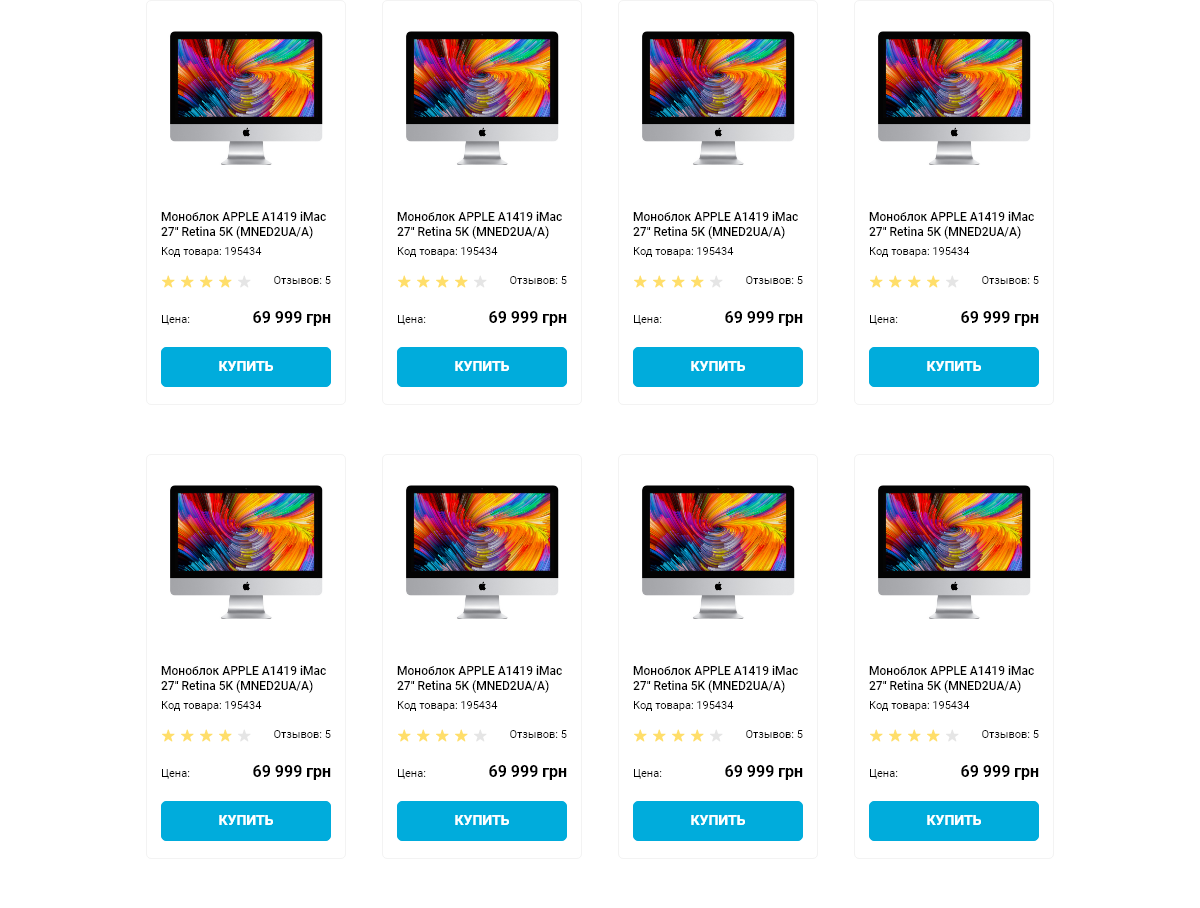 Моноблок APPLE A1419 iMac
27" Retina 5K (MNED2UA/A)
Код товара: 195434
Отзывов: 5
Цена: 69 999 грн
КУПИТЬ
Моноблок APPLE A1419 iMac
27" Retina 5K (MNED2UA/A)
Код товара: 195434
Отзывов: 5
Цена: 69 999 грн
КУПИТЬ
Моноблок APPLE A1419 iMac
27" Retina 5K (MNED2UA/A)
Код товара: 195434
Отзывов: 5
Цена: 69 999 грн
КУПИТЬ
Моноблок APPLE A1419 iMac
27" Retina 5K (MNED2UA/A)
Код товара: 195434
Отзывов: 5
Цена: 69 999 грн
КУПИТЬ
Моноблок APPLE A1419 iMac
27" Retina 5K (MNED2UA/A)
Код товара: 195434
Отзывов: 5
Цена: 69 999 грн
КУПИТЬ
Моноблок APPLE A1419 iMac
27" Retina 5K (MNED2UA/A)
Код товара: 195434
Отзывов: 5
Цена: 69 999 грн
КУПИТЬ
Моноблок APPLE A1419 iMac
27" Retina 5K (MNED2UA/A)
Код товара: 195434
Отзывов: 5
Цена: 69 999 грн
КУПИТЬ
Моноблок APPLE A1419 iMac
27" Retina 5K (MNED2UA/A)
Код товара: 195434
Отзывов: 5
Цена: 69 999 грн
КУПИТЬ